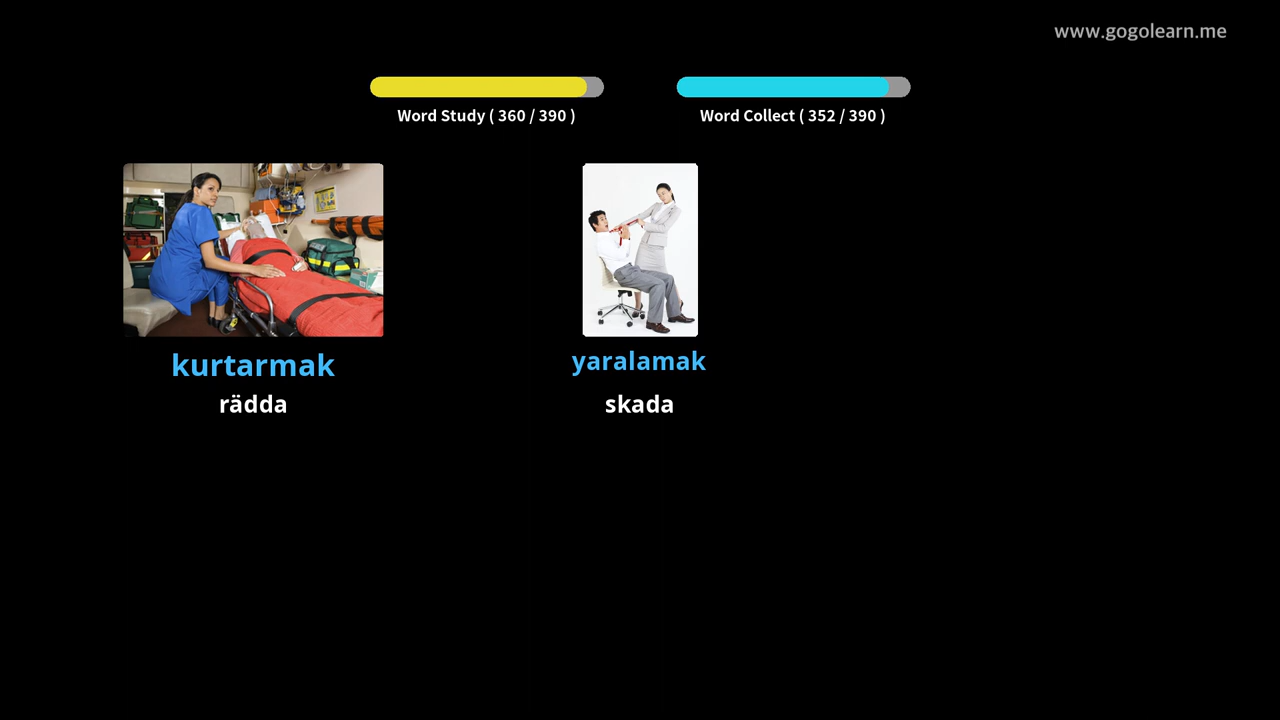 www.gogolearn.me
Word Study ( 360 / 390 )
Word Collect ( 352 / 390 )
kurtarmak
rädda
yaralamak
skada